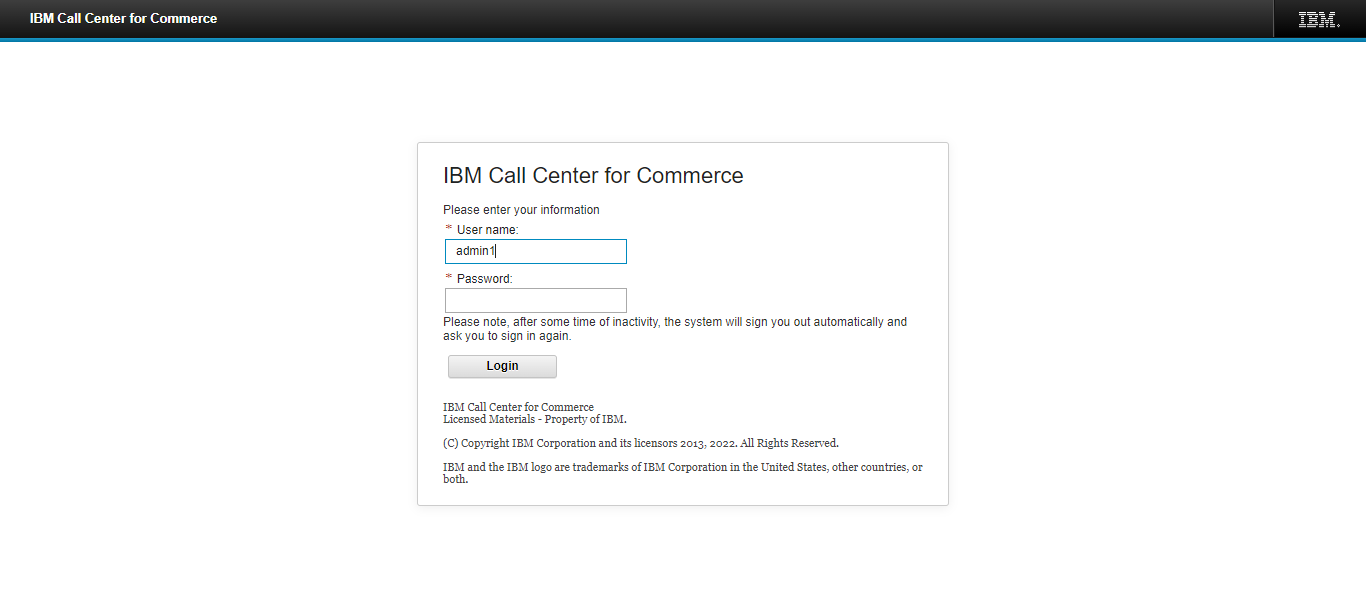 IBM Call Center for Commerce
IBM.
IBM Call Center for Commerce
Please enter your information
* User name:
admin1
* Password:
Please note, after some time of inactivity, the system will sign you out automatically and
ask you to sign in again.
Login
IBM Call Center for Commerce
Licensed Materials - Property of IBM.
(C) Copyright IBM Corporation and its licensors 2013, 2022. All Rights Reserved.
IBM and the IBM logo are trademarks of IBM Corporation in the United States, other countries, or
both.